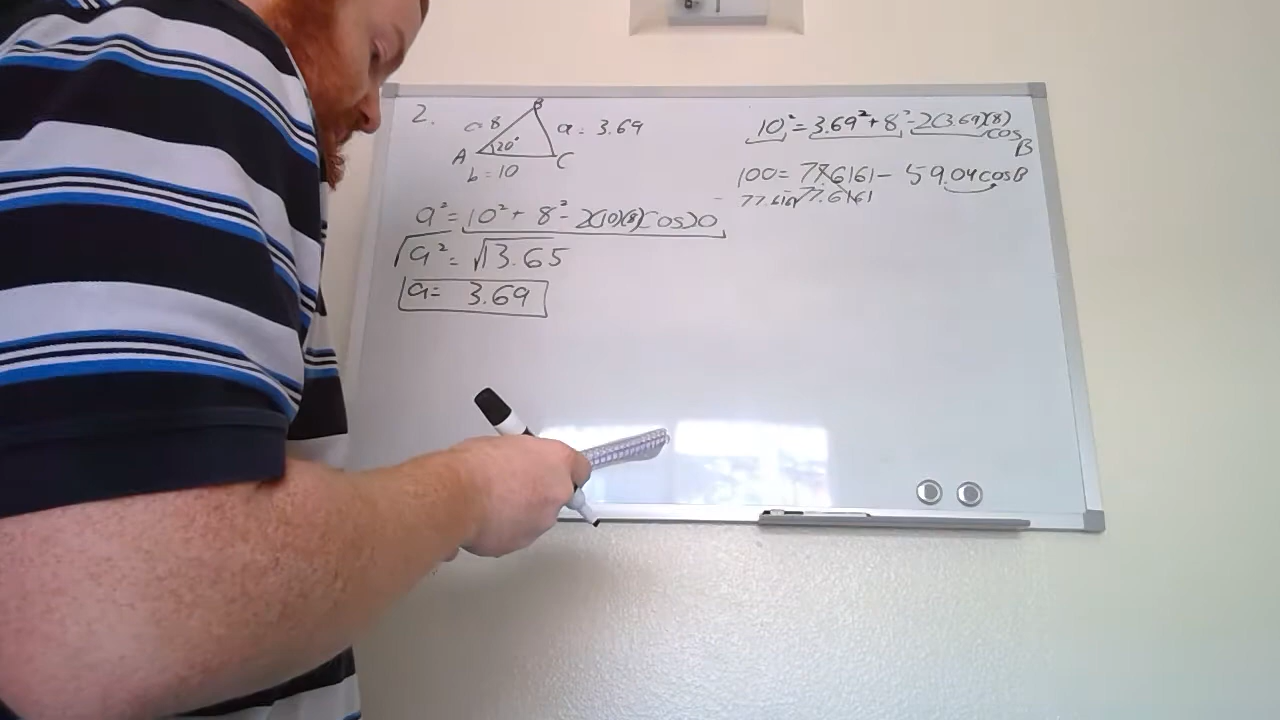 2.
c = 8
B
a = 3.69
A
20°
C
b = 10
a² = 10² + 8² - 2(10)(8)cos20
√a² = √13.65
a = 3.69
10² = 3.69² + 8² - 2(3.69)(8)
cos B
100 = 77.6161 - 59.04cosB
-77.6161 -77.6161